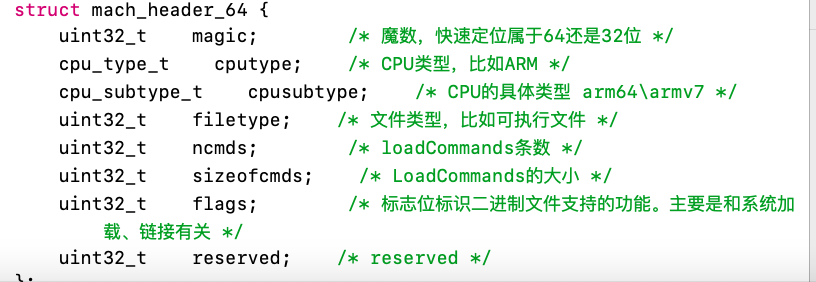 struct mach_header_64 {
uint32_t magic; /* 魔数，快速定位属于64还是32位 */
cpu_type_t cputype; /* CPU类型，比如ARM */
cpu_subtype_t cpusubtype; /* CPU的具体类型 arm64\armv7 */
uint32_t filetype; /* 文件类型，比如可执行文件 */
uint32_t ncmds; /* loadCommands条数 */
uint32_t sizeofcmds; /* LoadCommands的大小 */
uint32_t flags; /* 标志位标识二进制文件支持的功能。主要是和系统加
载、链接有关 */
uint32_t reserved; /* reserved */
};